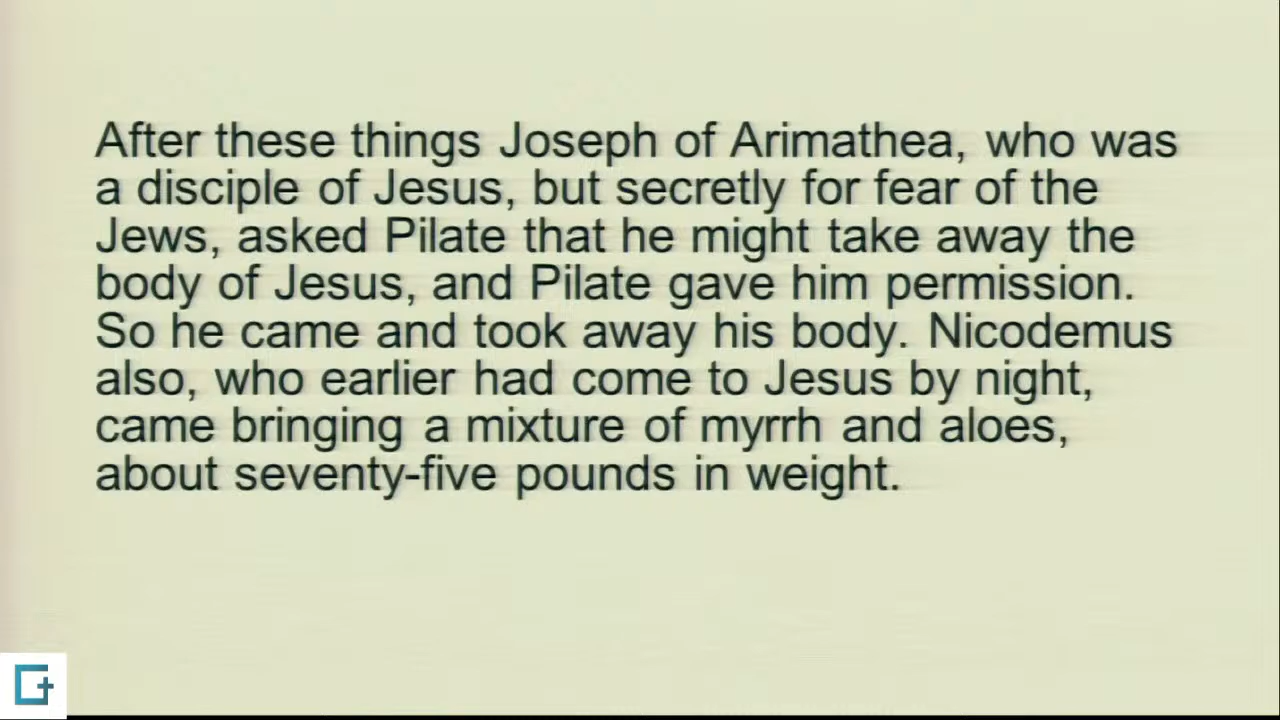 After these things Joseph of Arimathea, who was
a disciple of Jesus, but secretly for fear of the
Jews, asked Pilate that he might take away the
body of Jesus, and Pilate gave him permission.
So he came and took away his body. Nicodemus
also, who earlier had come to Jesus by night,
came bringing a mixture of myrrh and aloes,
about seventy-five pounds in weight.